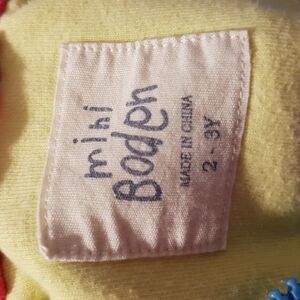 mini
Boden
MADE IN CHINA
2 - 3Y